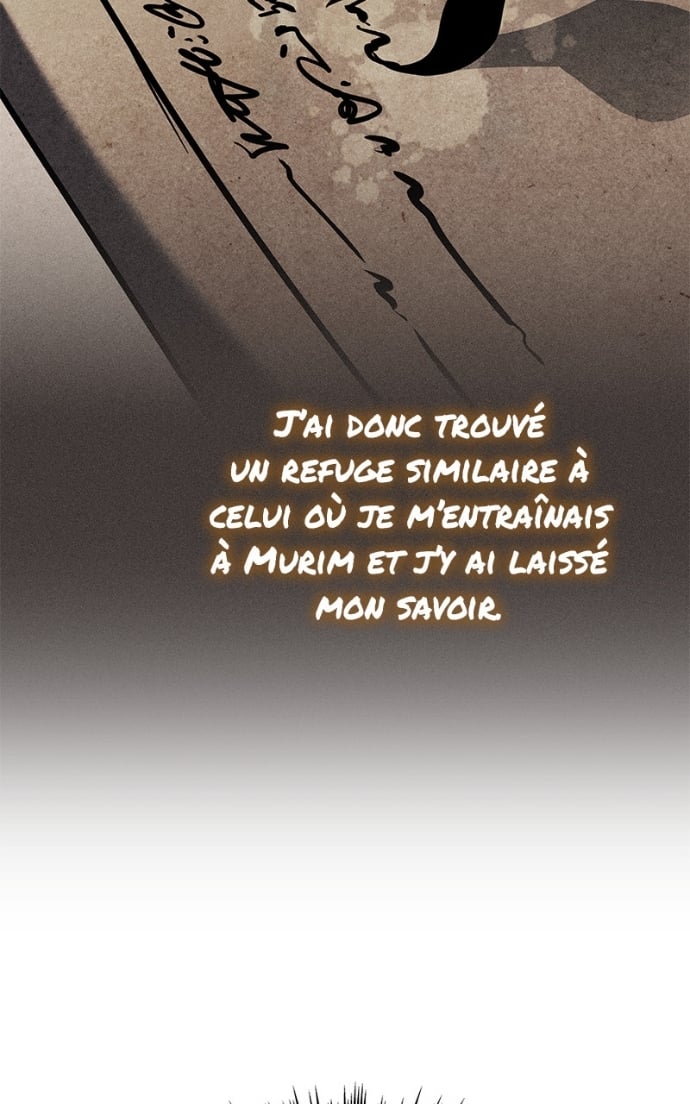 J'ai donc trouvé
un refuge similaire à
celui où je m'entraînais
à Murim et j'y ai laissé
mon savoir.